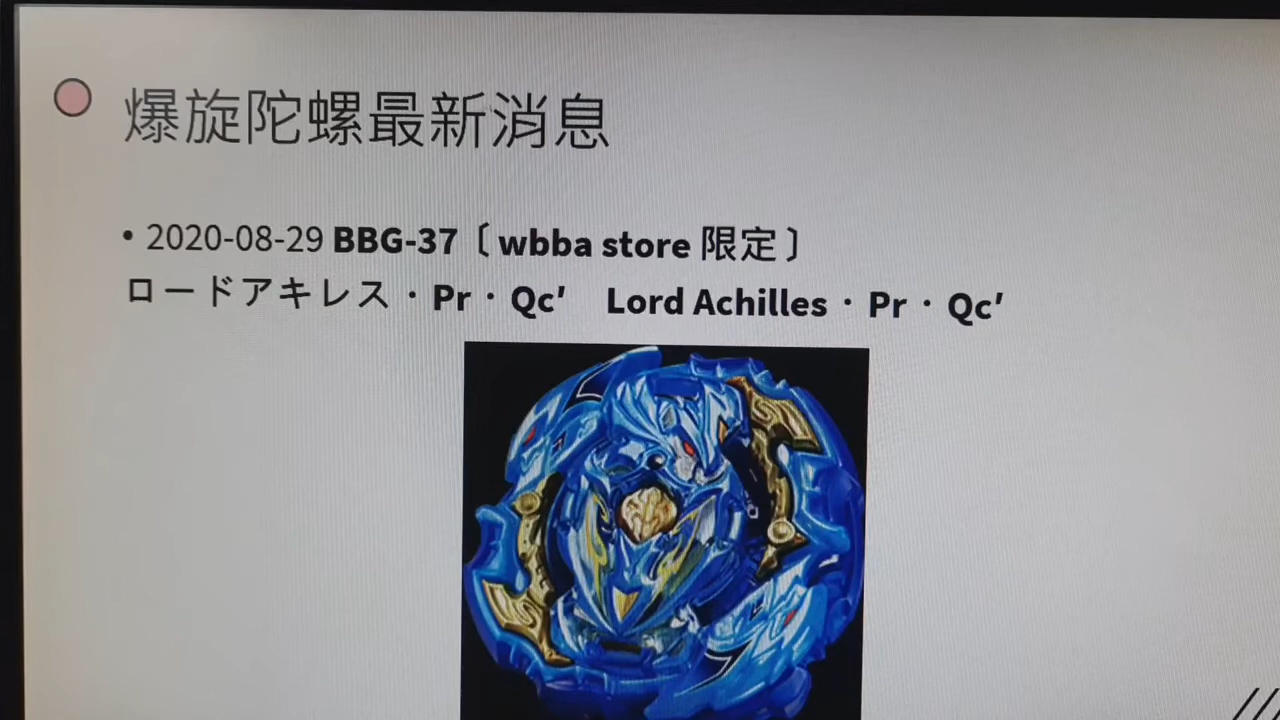 爆旋陀螺最新消息
• 2020-08-29 BBG-37〔wbba store 限定〕
ロードアキレス・Pr・Qc′ Lord Achilles・Pr・Qc′